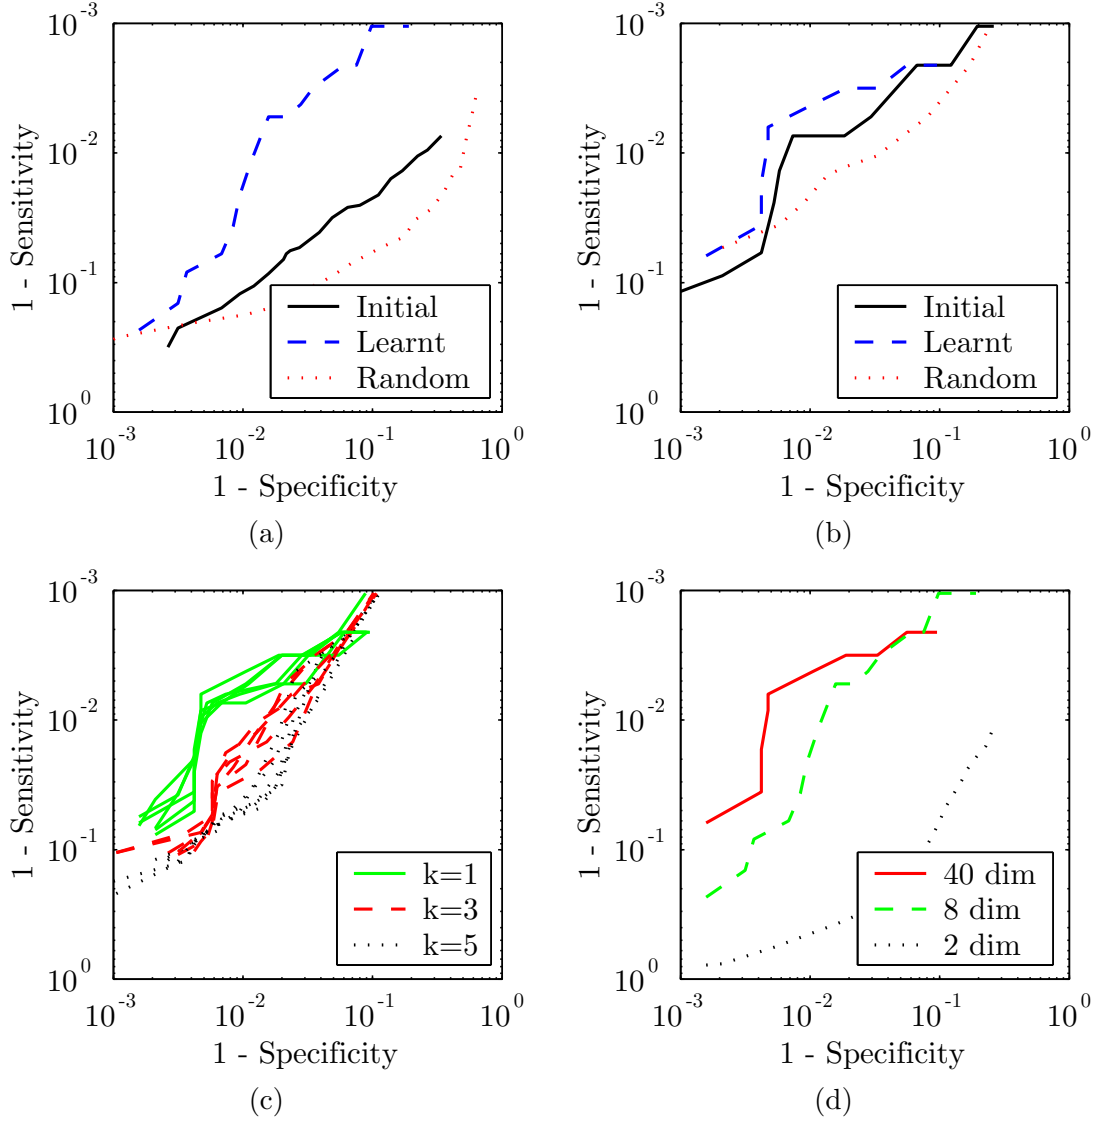 10^-3
10^-2
10^-1
10^0
1 - Sensitivity
Initial
Learnt
Random
10^-3 10^-2 10^-1 10^0
1 - Specificity
(a)
10^-3
10^-2
10^-1
10^0
1 - Sensitivity
Initial
Learnt
Random
10^-3 10^-2 10^-1 10^0
1 - Specificity
(b)
10^-3
10^-2
10^-1
10^0
1 - Sensitivity
k=1
k=3
k=5
10^-3 10^-2 10^-1 10^0
1 - Specificity
(c)
10^-3
10^-2
10^-1
10^0
1 - Sensitivity
40 dim
8 dim
2 dim
10^-3 10^-2 10^-1 10^0
1 - Specificity
(d)